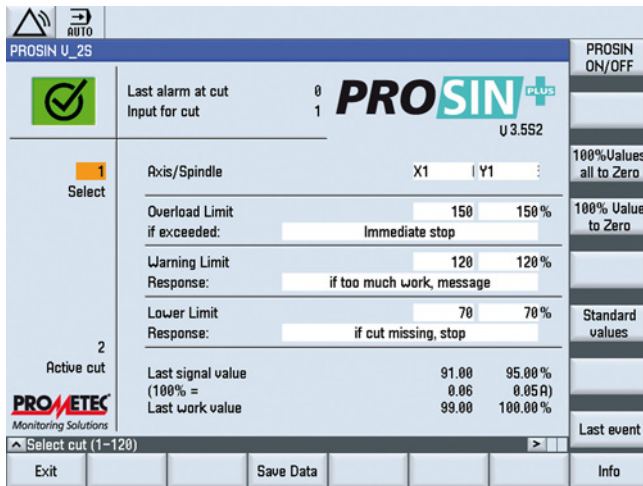 AUTO
PROSIN V_2S
PROSIN
ON/OFF
Last alarm at cut 0
Input for cut 1
PROSIN PLUS
V 3.5S2
100%Values
all to Zero
1
Select
Axis/Spindle X1 Y1
Overload Limit 150 150%
if exceeded: Immediate stop
100% Value
to Zero
Warning Limit 120 120%
Response: if too much work, message
Lower Limit 70 70%
Response: if cut missing, stop
Standard
values
2
Active cut
Last signal value 91.00 95.00%
(100% = 0.06 0.05A)
Last work value 99.00 100.00%
PROMETEC
Monitoring Solutions
Last event
Select cut (1-120)
Exit
Save Data
Info